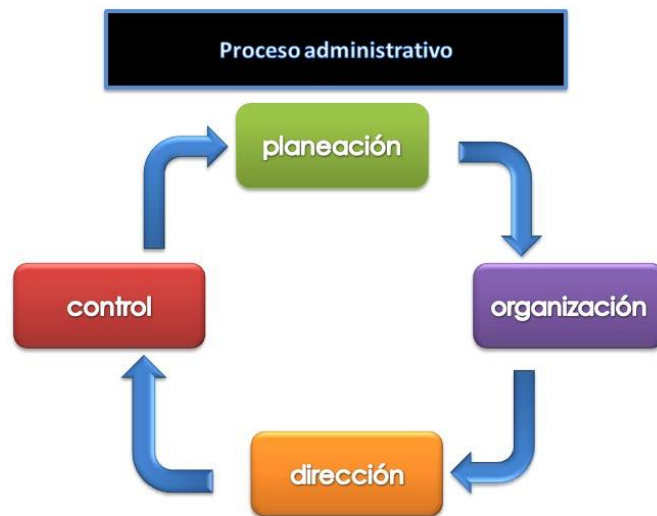 Proceso administrativo
planeación
control
organización
dirección